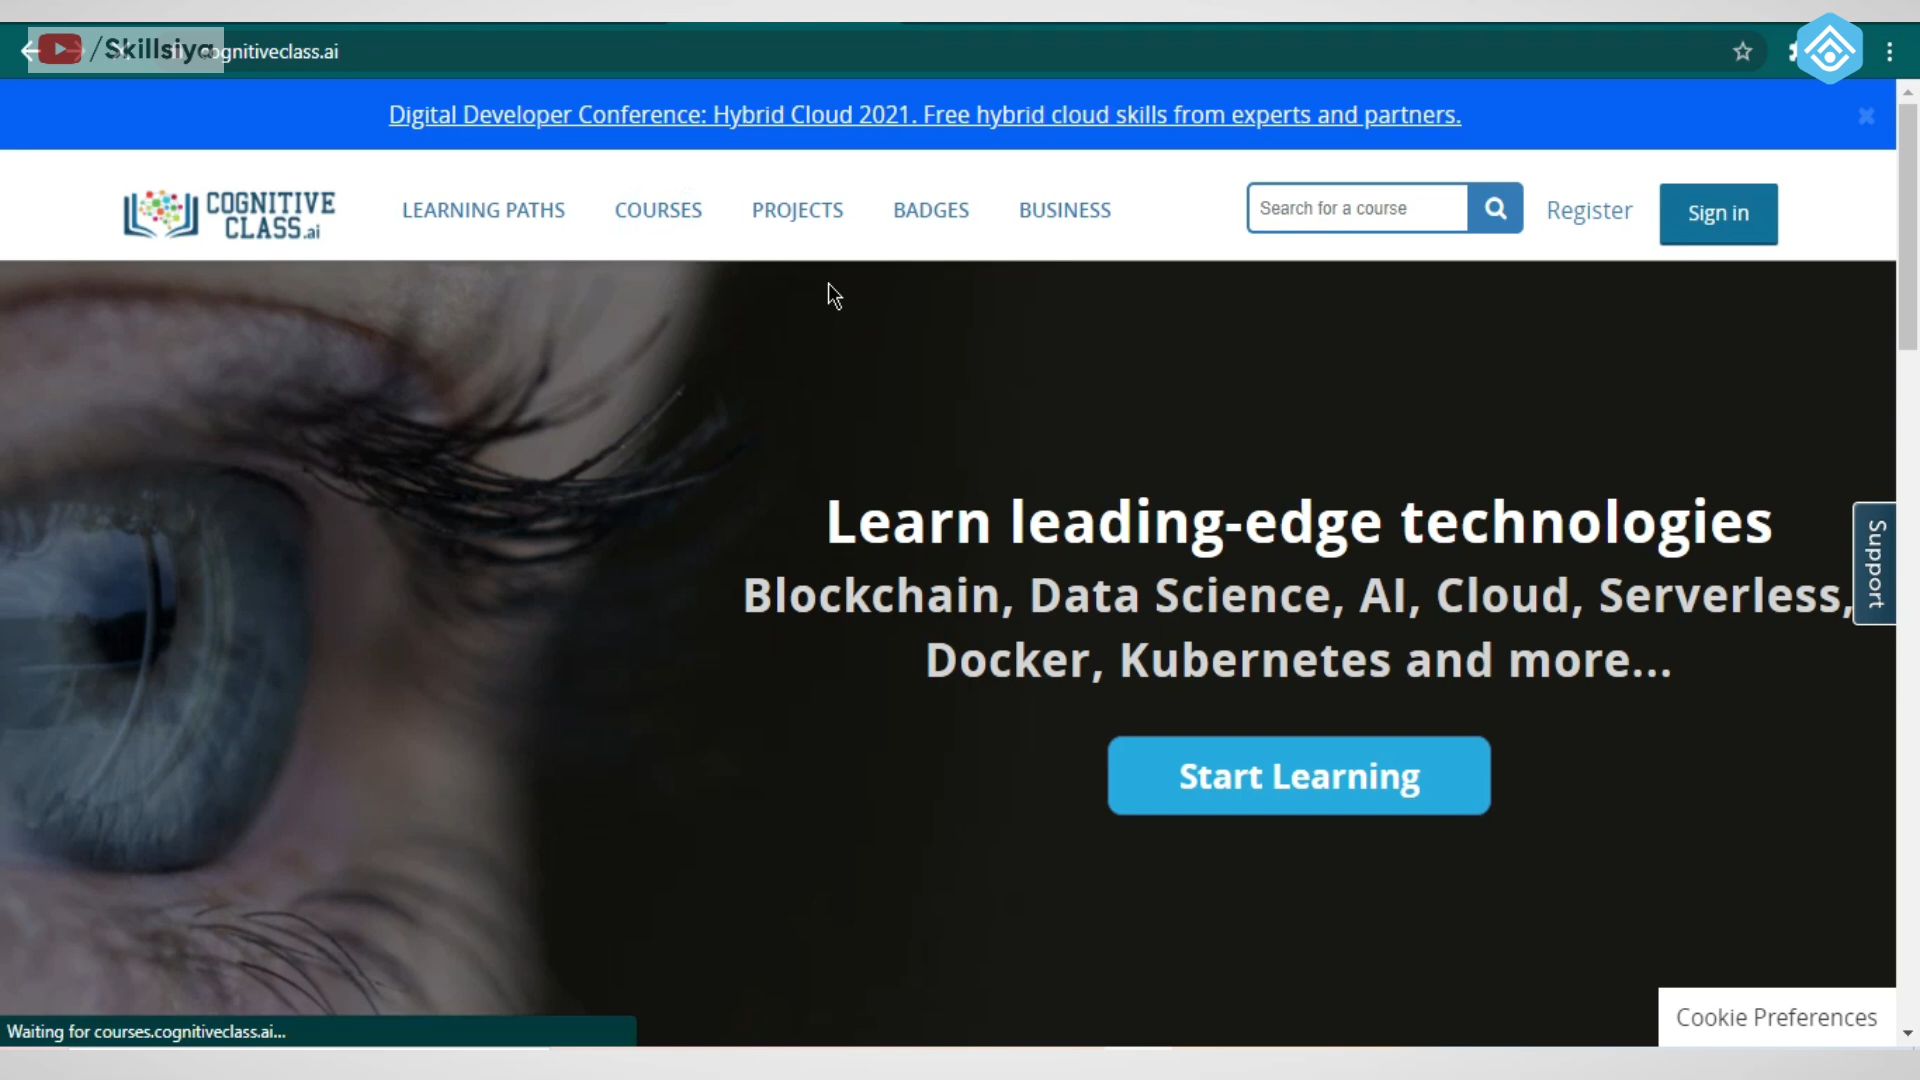 /Skillsiya
cognitiveclass.ai
Digital Developer Conference: Hybrid Cloud 2021. Free hybrid cloud skills from experts and partners.
COGNITIVE
CLASS.ai
LEARNING PATHS
COURSES
PROJECTS
BADGES
BUSINESS
Search for a course
Register
Sign in
Learn leading-edge technologies
Blockchain, Data Science, AI, Cloud, Serverless,
Docker, Kubernetes and more...
Start Learning
Support
Cookie Preferences
Waiting for courses.cognitiveclass.ai...